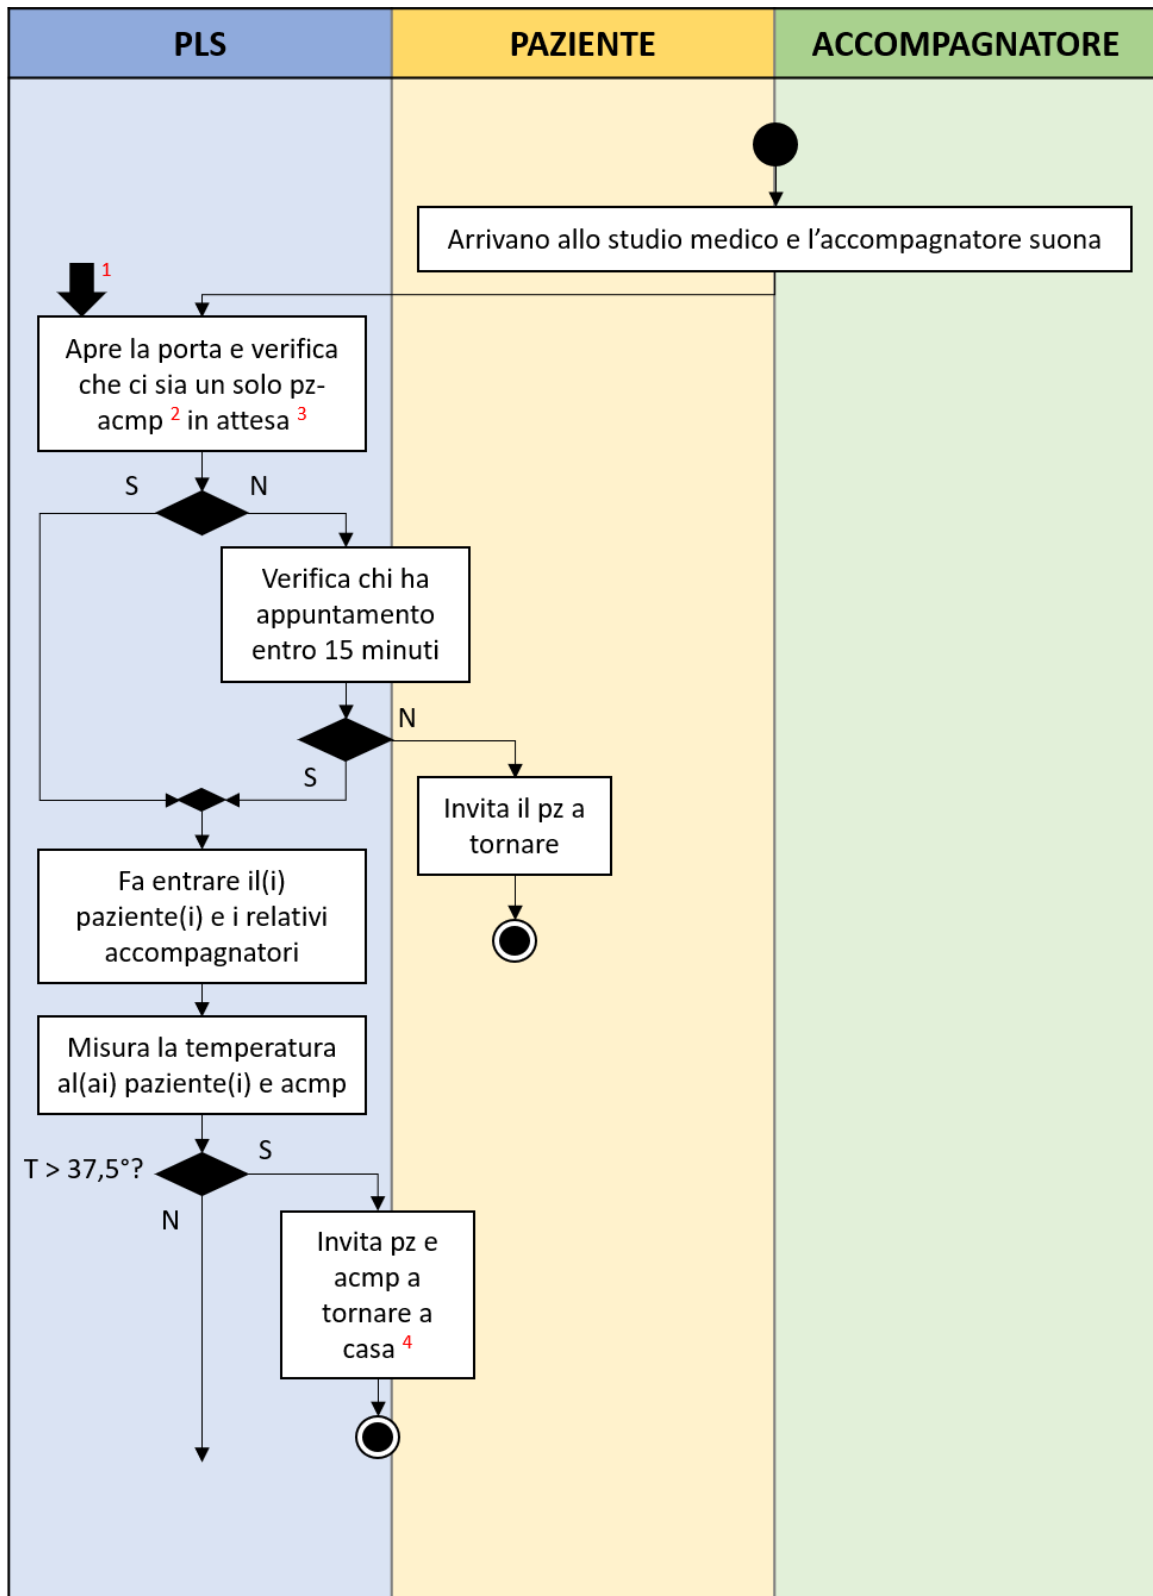 PLS
PAZIENTE
ACCOMPAGNATORE
Arrivano allo studio medico e l’accompagnatore suona
1
Apre la porta e verifica
che ci sia un solo pz-
acmp 2 in attesa 3
S
N
Verifica chi ha
appuntamento
entro 15 minuti
N
S
Invita il pz a
tornare
Fa entrare il(i)
paziente(i) e i relativi
accompagnatori
Misura la temperatura
al(ai) paziente(i) e acmp
T > 37,5°?
S
N
Invita pz e
acmp a
tornare a
casa 4